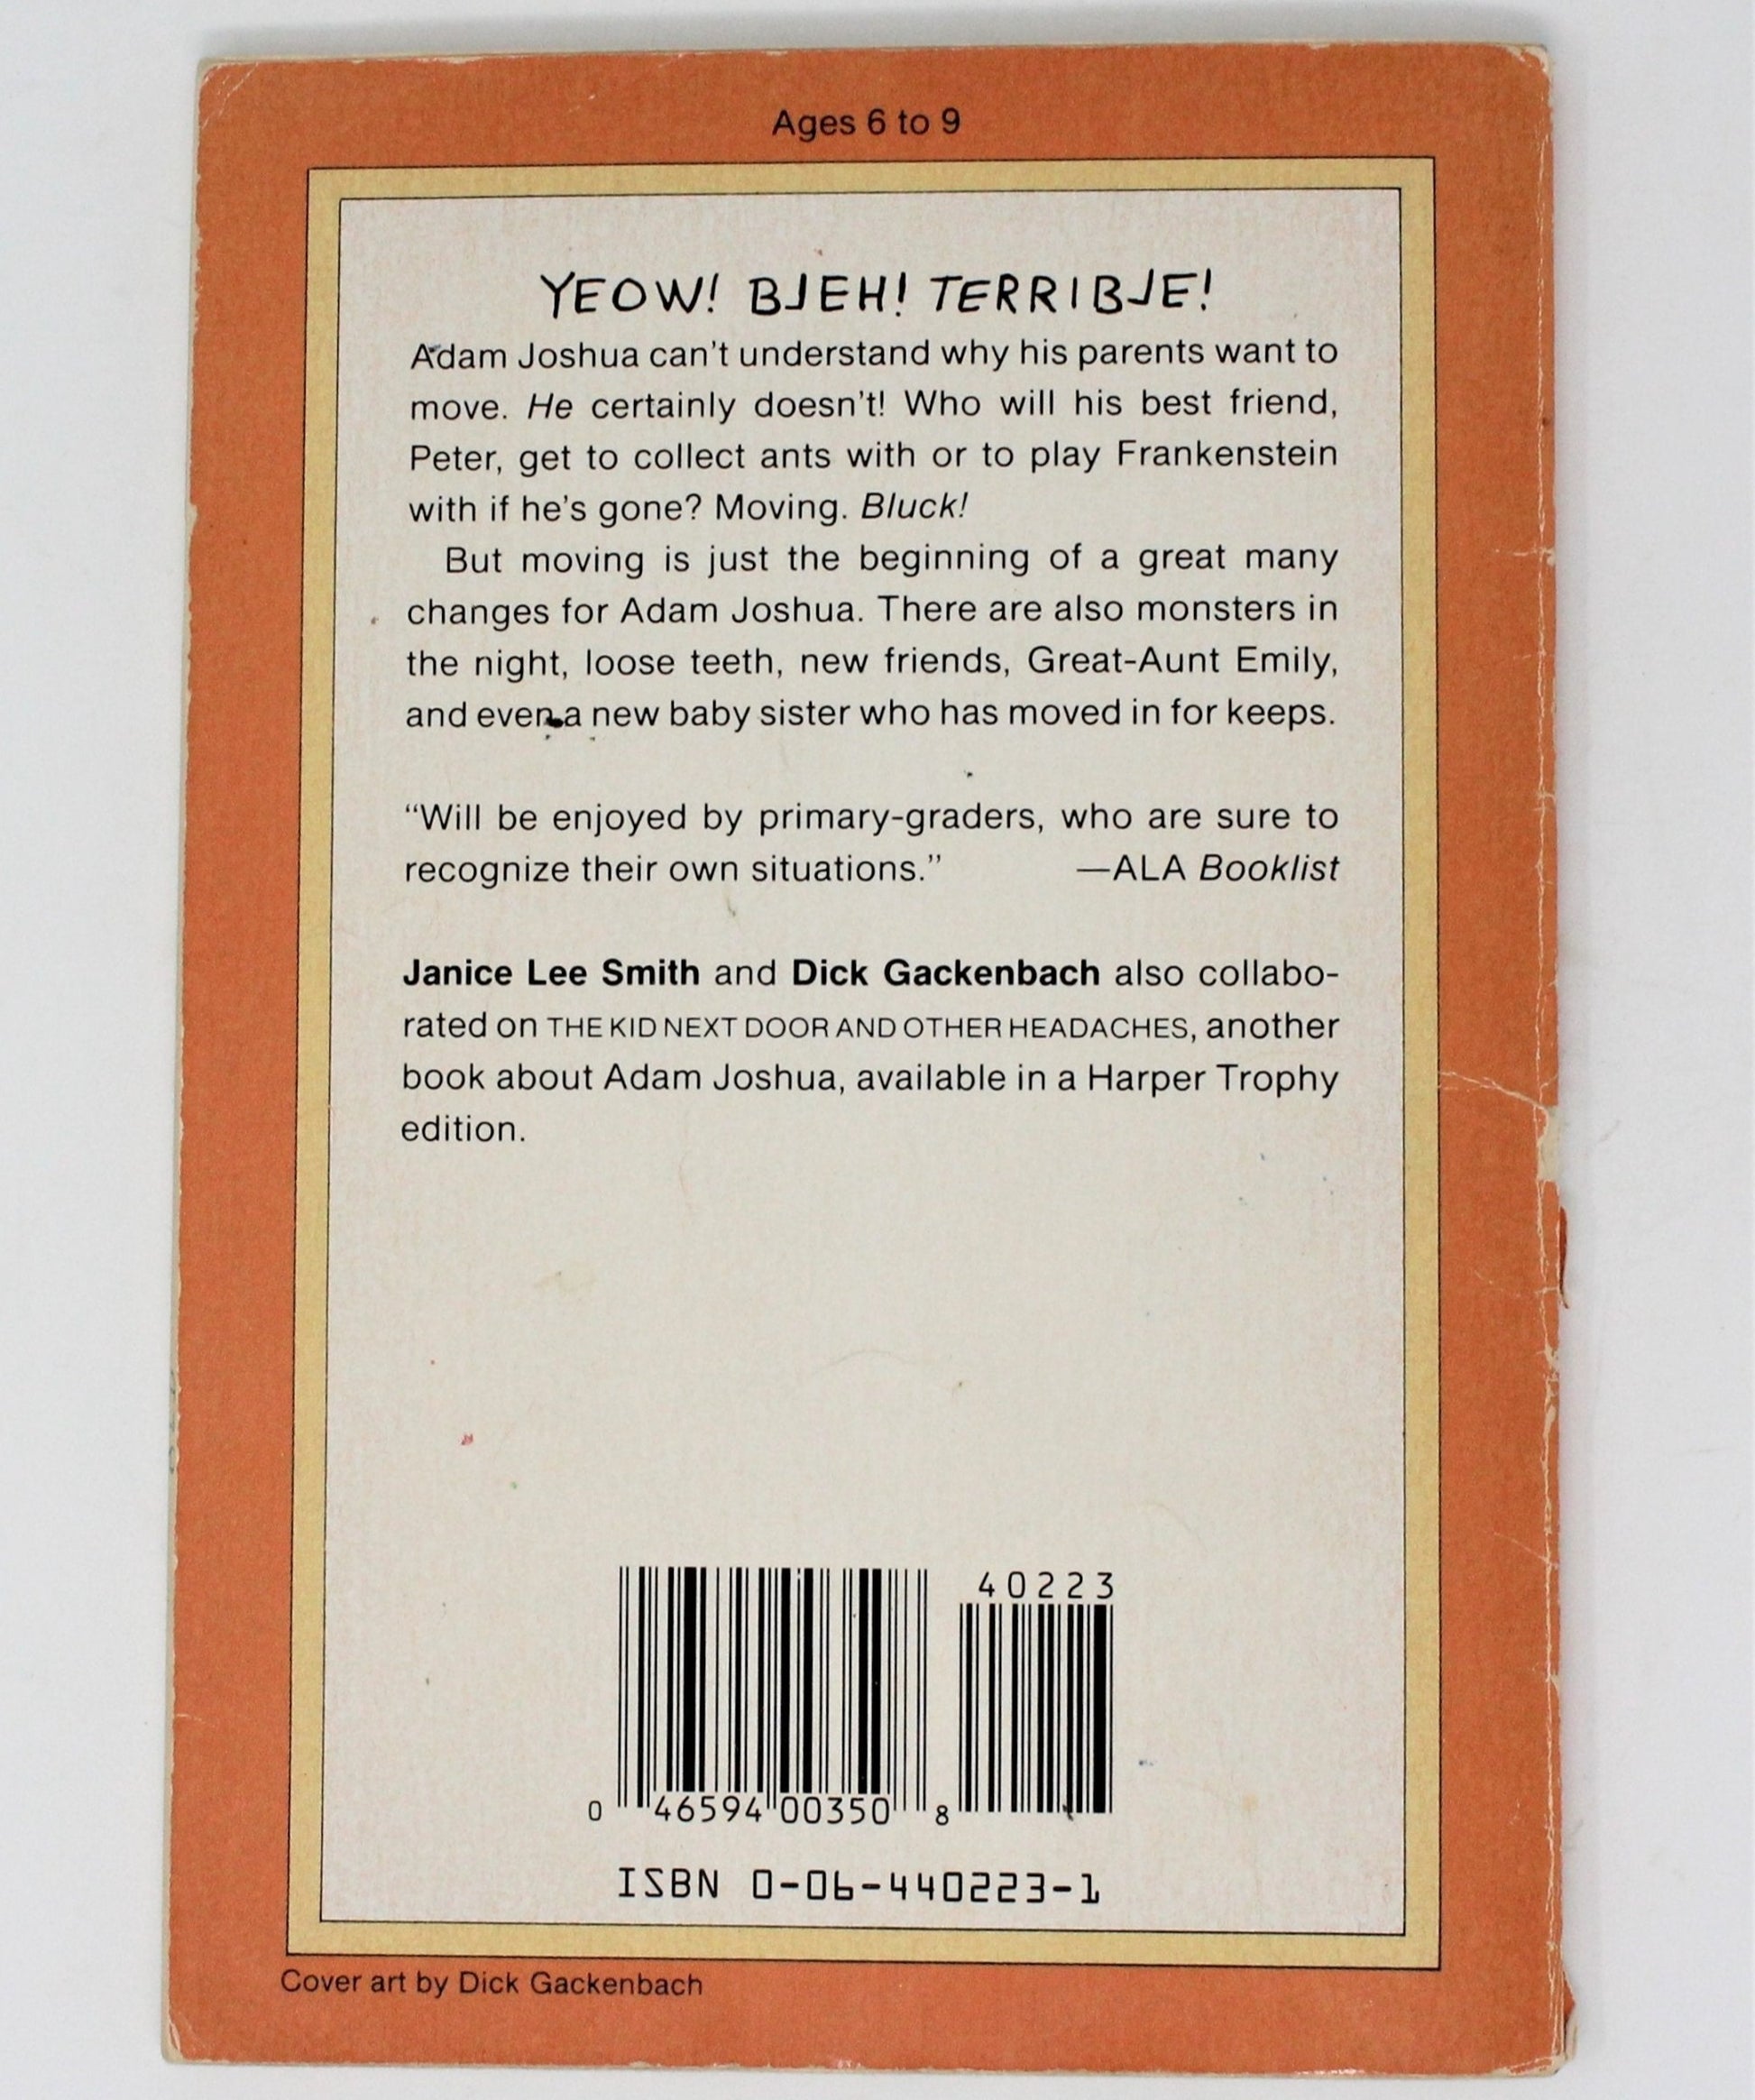 Ages 6 to 9
YEOW! BJEH! TERRIBJE!
Adam Joshua can't understand why his parents want to
move. He certainly doesn't! Who will his best friend,
Peter, get to collect ants with or to play Frankenstein
with if he's gone? Moving. Bluck!
But moving is just the beginning of a great many
changes for Adam Joshua. There are also monsters in
the night, loose teeth, new friends, Great-Aunt Emily,
and even a new baby sister who has moved in for keeps.
“Will be enjoyed by primary-graders, who are sure to
recognize their own situations.” —ALA Booklist
Janice Lee Smith and Dick Gackenbach also collabo-
rated on THE KID NEXT DOOR AND OTHER HEADACHES, another
book about Adam Joshua, available in a Harper Trophy
edition.
40223
0 46594 00350 8
ISBN 0-06-440223-1
Cover art by Dick Gackenbach